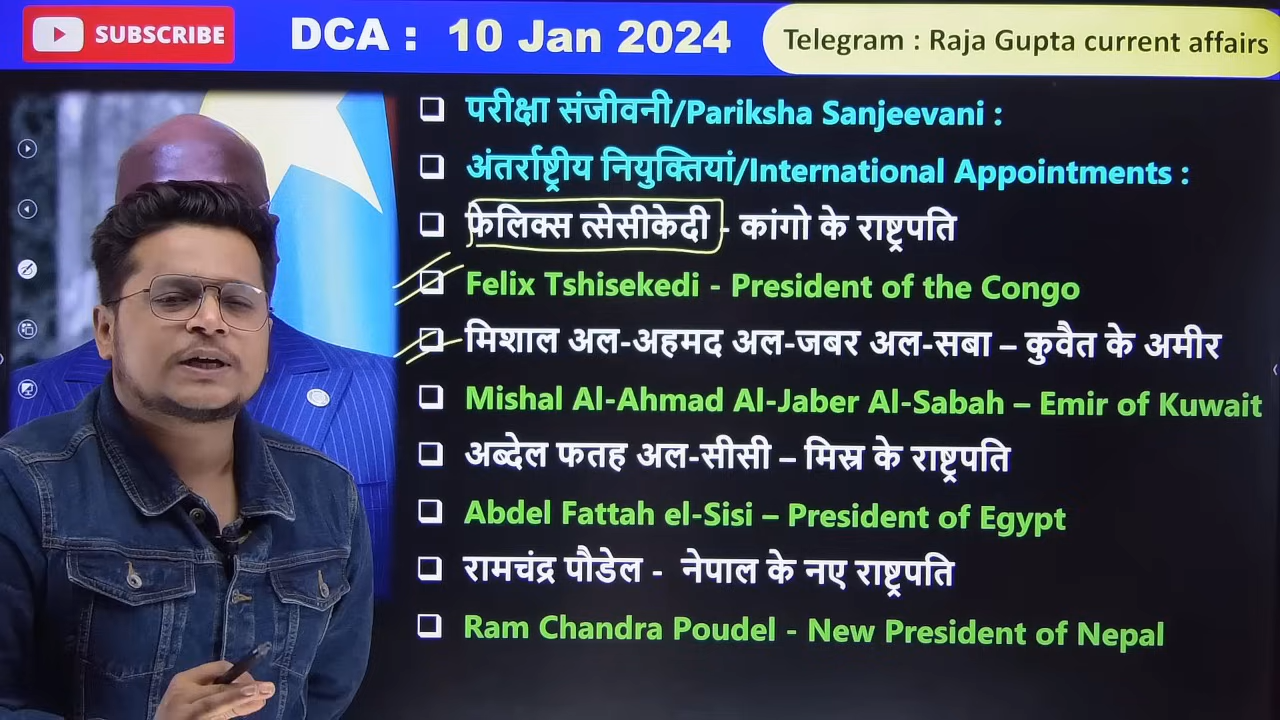 SUBSCRIBE
DCA : 10 Jan 2024
Telegram : Raja Gupta current affairs
परीक्षा संजीवनी/Pariksha Sanjeevani :
अंतर्राष्ट्रीय नियुक्तियां/International Appointments :
फेलिक्स त्सेसीकेदी - कांगो के राष्ट्रपति
Felix Tshisekedi - President of the Congo
मिशाल अल-अहमद अल-जबर अल-सबा – कुवैत के अमीर
Mishal Al-Ahmad Al-Jaber Al-Sabah – Emir of Kuwait
अब्देल फतह अल-सीसी – मिस्र के राष्ट्रपति
Abdel Fattah el-Sisi – President of Egypt
रामचंद्र पौडेल - नेपाल के नए राष्ट्रपति
Ram Chandra Poudel - New President of Nepal